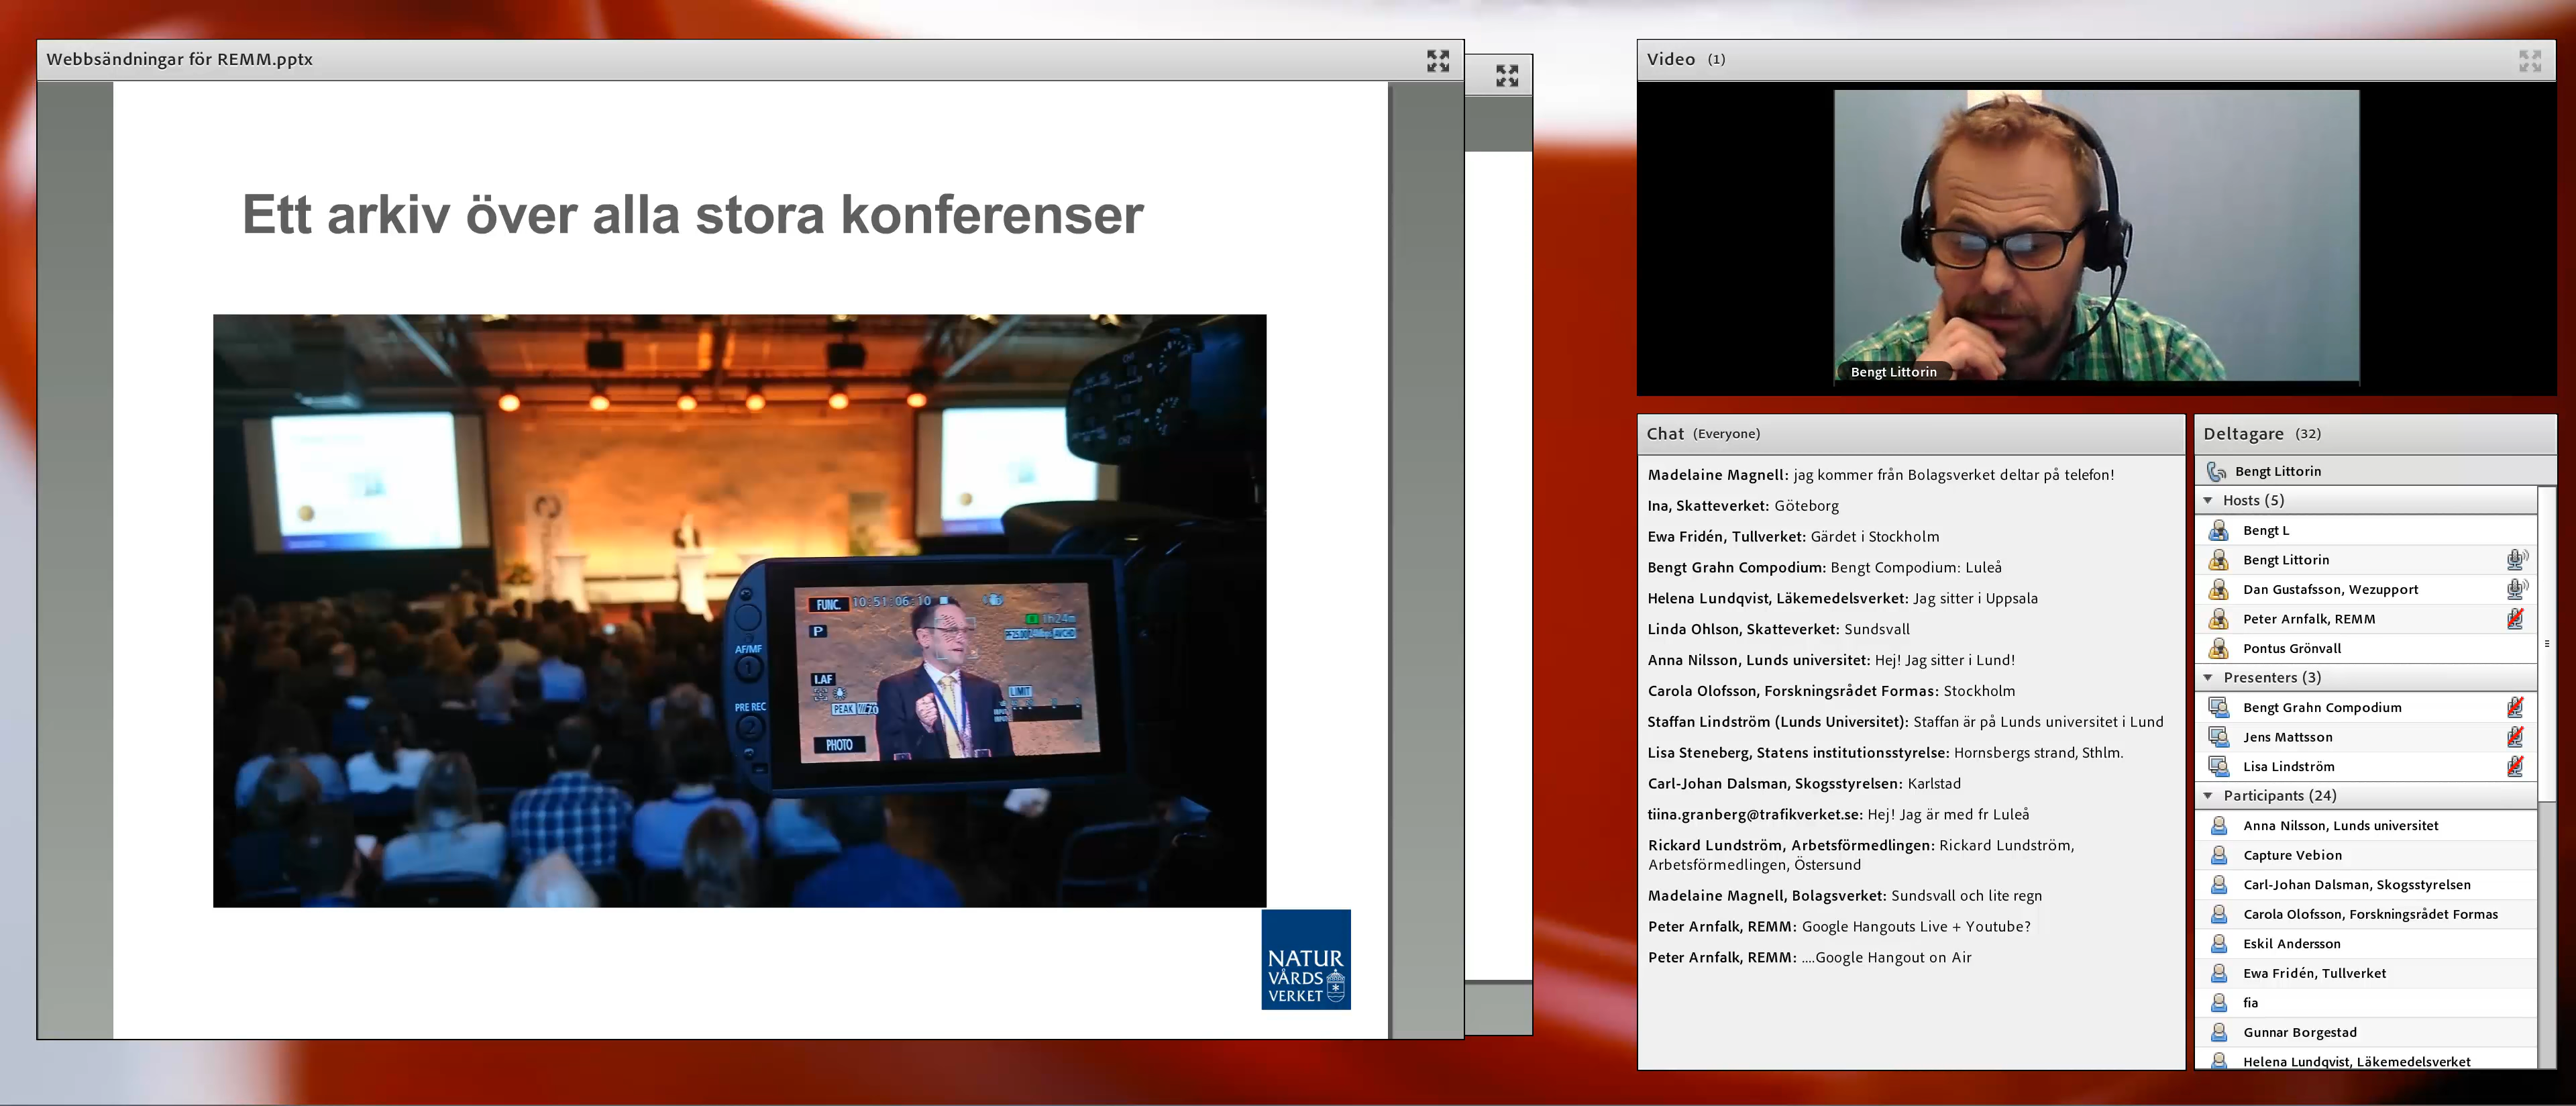 Webbsändningar för REMM.pptx
Ett arkiv över alla stora konferenser
FUNC. 10:51:06:10
1h24m
P
AF/MF
1
I.AF
LIMIT
PRE REC
PEAK
2
PHOTO
NATUR
VÅRDS
VERKET
Video (1)
Bengt Littorin
Chat (Everyone)
Madelaine Magnell: jag kommer från Bolagsverket deltar på telefon!
Ina, Skatteverket: Göteborg
Ewa Fridén, Tullverket: Gärdet i Stockholm
Bengt Grahn Compodium: Bengt Compodium: Luleå
Helena Lundqvist, Läkemedelsverket: Jag sitter i Uppsala
Linda Ohlson, Skatteverket: Sundsvall
Anna Nilsson, Lunds universitet: Hej! Jag sitter i Lund!
Carola Olofsson, Forskningsrådet Formas: Stockholm
Staffan Lindström (Lunds Universitet): Staffan är på Lunds universitet i Lund
Lisa Steneberg, Statens institutionsstyrelse: Hornsbergs strand, Sthlm.
Carl-Johan Dalsman, Skogsstyrelsen: Karlstad
tiina.granberg@trafikverket.se: Hej! Jag är med fr Luleå
Rickard Lundström, Arbetsförmedlingen: Rickard Lundström,
Arbetsförmedlingen, Östersund
Madelaine Magnell, Bolagsverket: Sundsvall och lite regn
Peter Arnfalk, REMM: Google Hangouts Live + Youtube?
Peter Arnfalk, REMM: ....Google Hangout on Air
Deltagare (32)
Bengt Littorin
Hosts (5)
Bengt L
Bengt Littorin
Dan Gustafsson, Wezupport
Peter Arnfalk, REMM
Pontus Grönvall
Presenters (3)
Bengt Grahn Compodium
Jens Mattsson
Lisa Lindström
Participants (24)
Anna Nilsson, Lunds universitet
Capture Vebion
Carl-Johan Dalsman, Skogsstyrelsen
Carola Olofsson, Forskningsrådet Formas
Eskil Andersson
Ewa Fridén, Tullverket
fia
Gunnar Borgestad
Helena Lundqvist, Läkemedelsverket